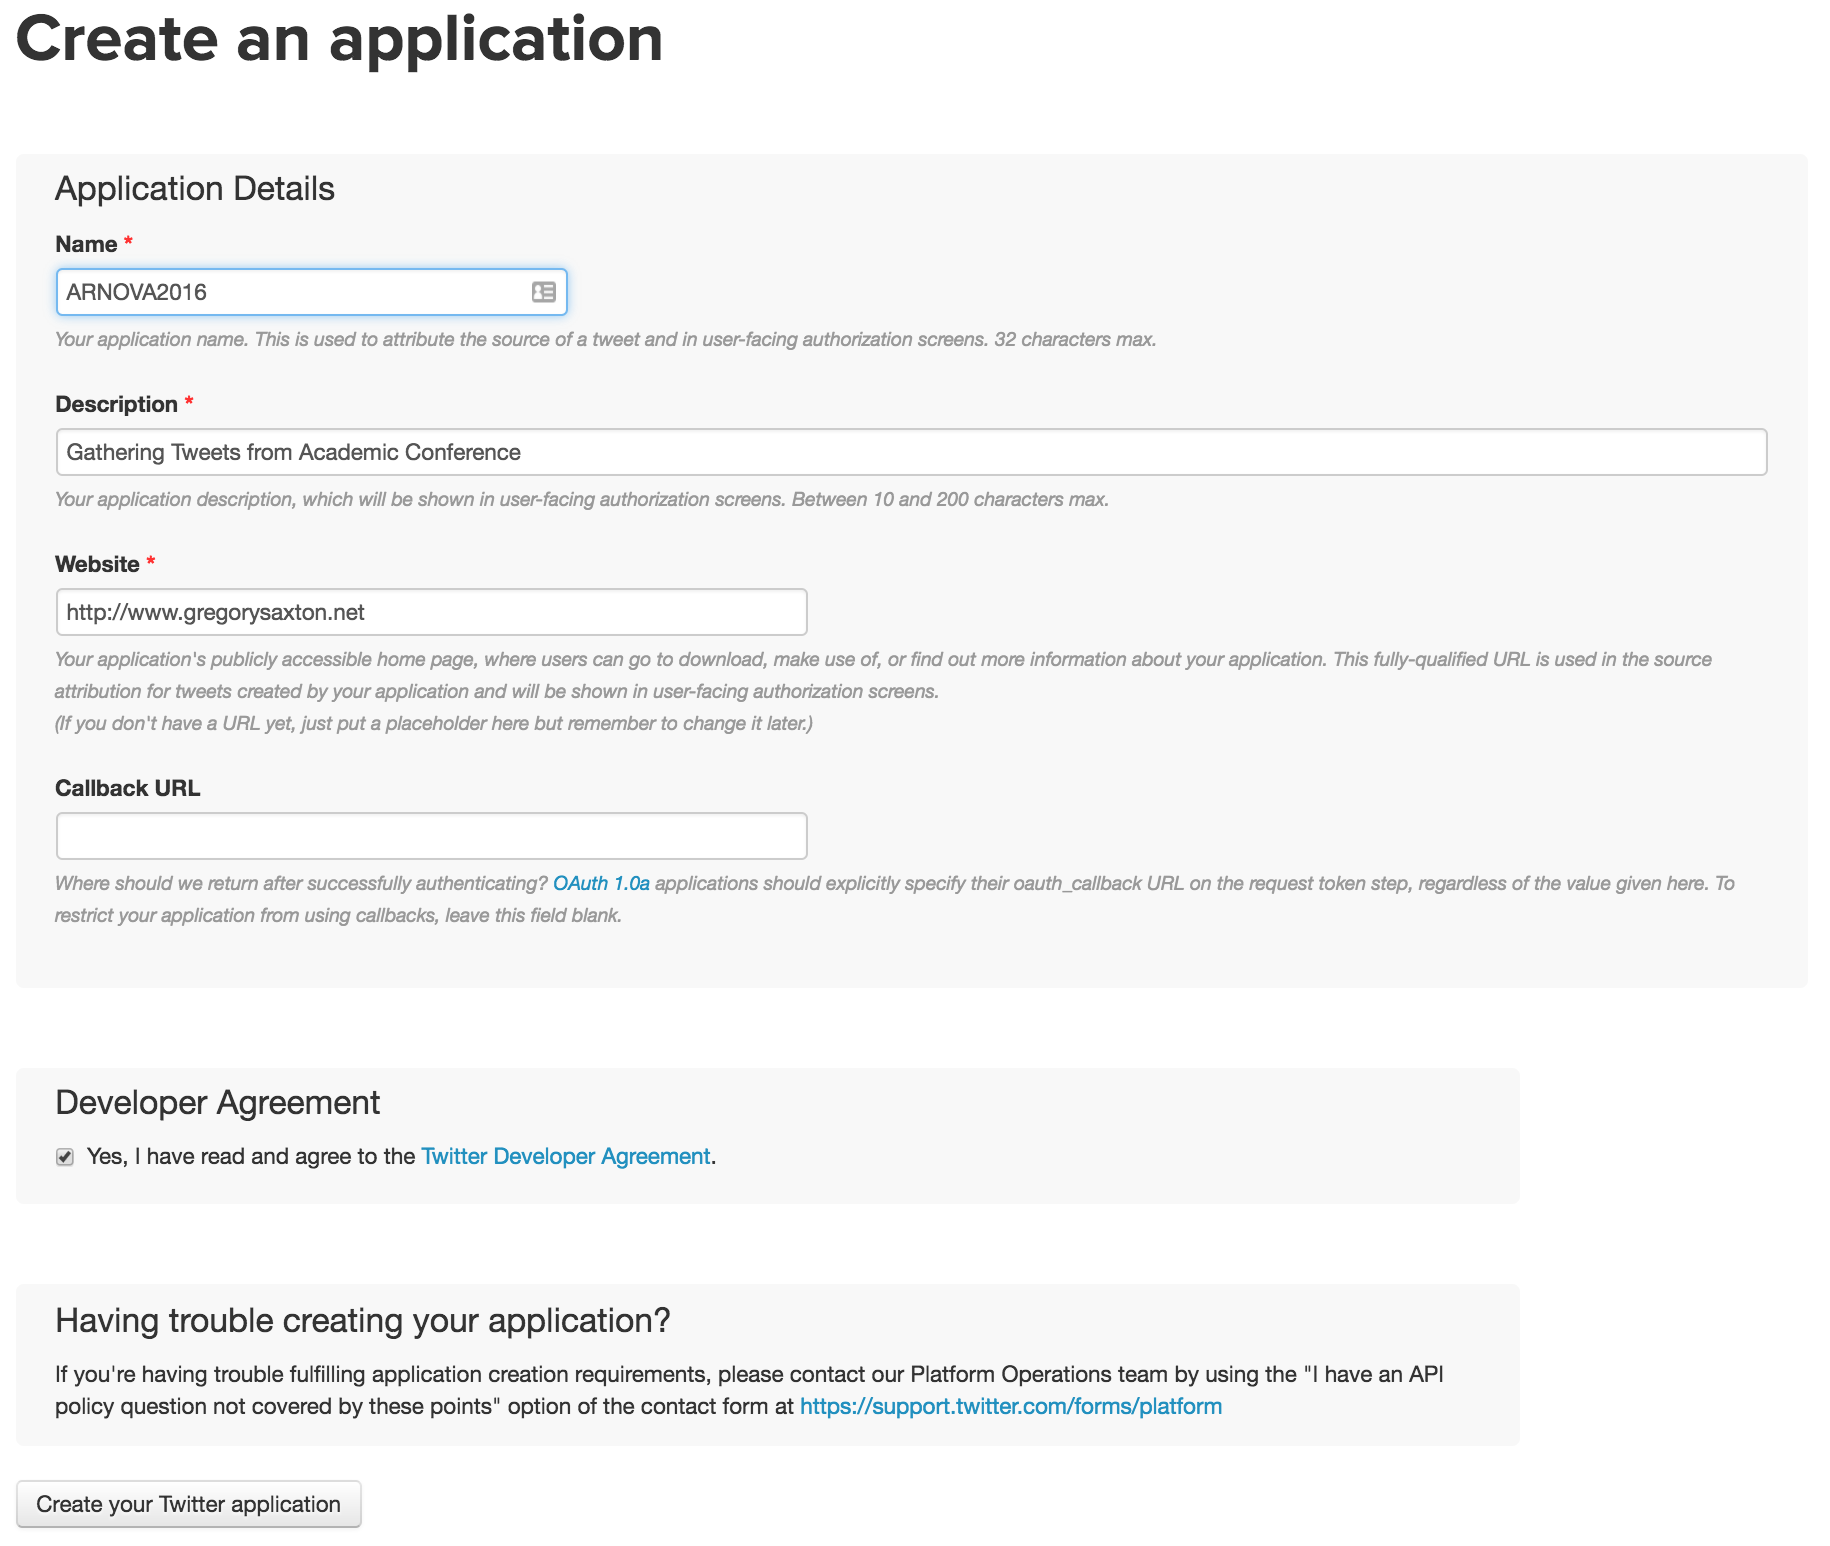 Create an application
Application Details
Name *
ARNOVA2016
Your application name. This is used to attribute the source of a tweet and in user-facing authorization screens. 32 characters max.
Description *
Gathering Tweets from Academic Conference
Your application description, which will be shown in user-facing authorization screens. Between 10 and 200 characters max.
Website *
http://www.gregorysaxton.net
Your application's publicly accessible home page, where users can go to download, make use of, or find out more information about your application. This fully-qualified URL is used in the source
attribution for tweets created by your application and will be shown in user-facing authorization screens.
(If you don't have a URL yet, just put a placeholder here but remember to change it later.)
Callback URL
Where should we return after successfully authenticating? OAuth 1.0a applications should explicitly specify their oauth_callback URL on the request token step, regardless of the value given here. To
restrict your application from using callbacks, leave this field blank.
Developer Agreement
Yes, I have read and agree to the Twitter Developer Agreement.
Having trouble creating your application?
If you're having trouble fulfilling application creation requirements, please contact our Platform Operations team by using the "I have an API
policy question not covered by these points" option of the contact form at https://support.twitter.com/forms/platform
Create your Twitter application